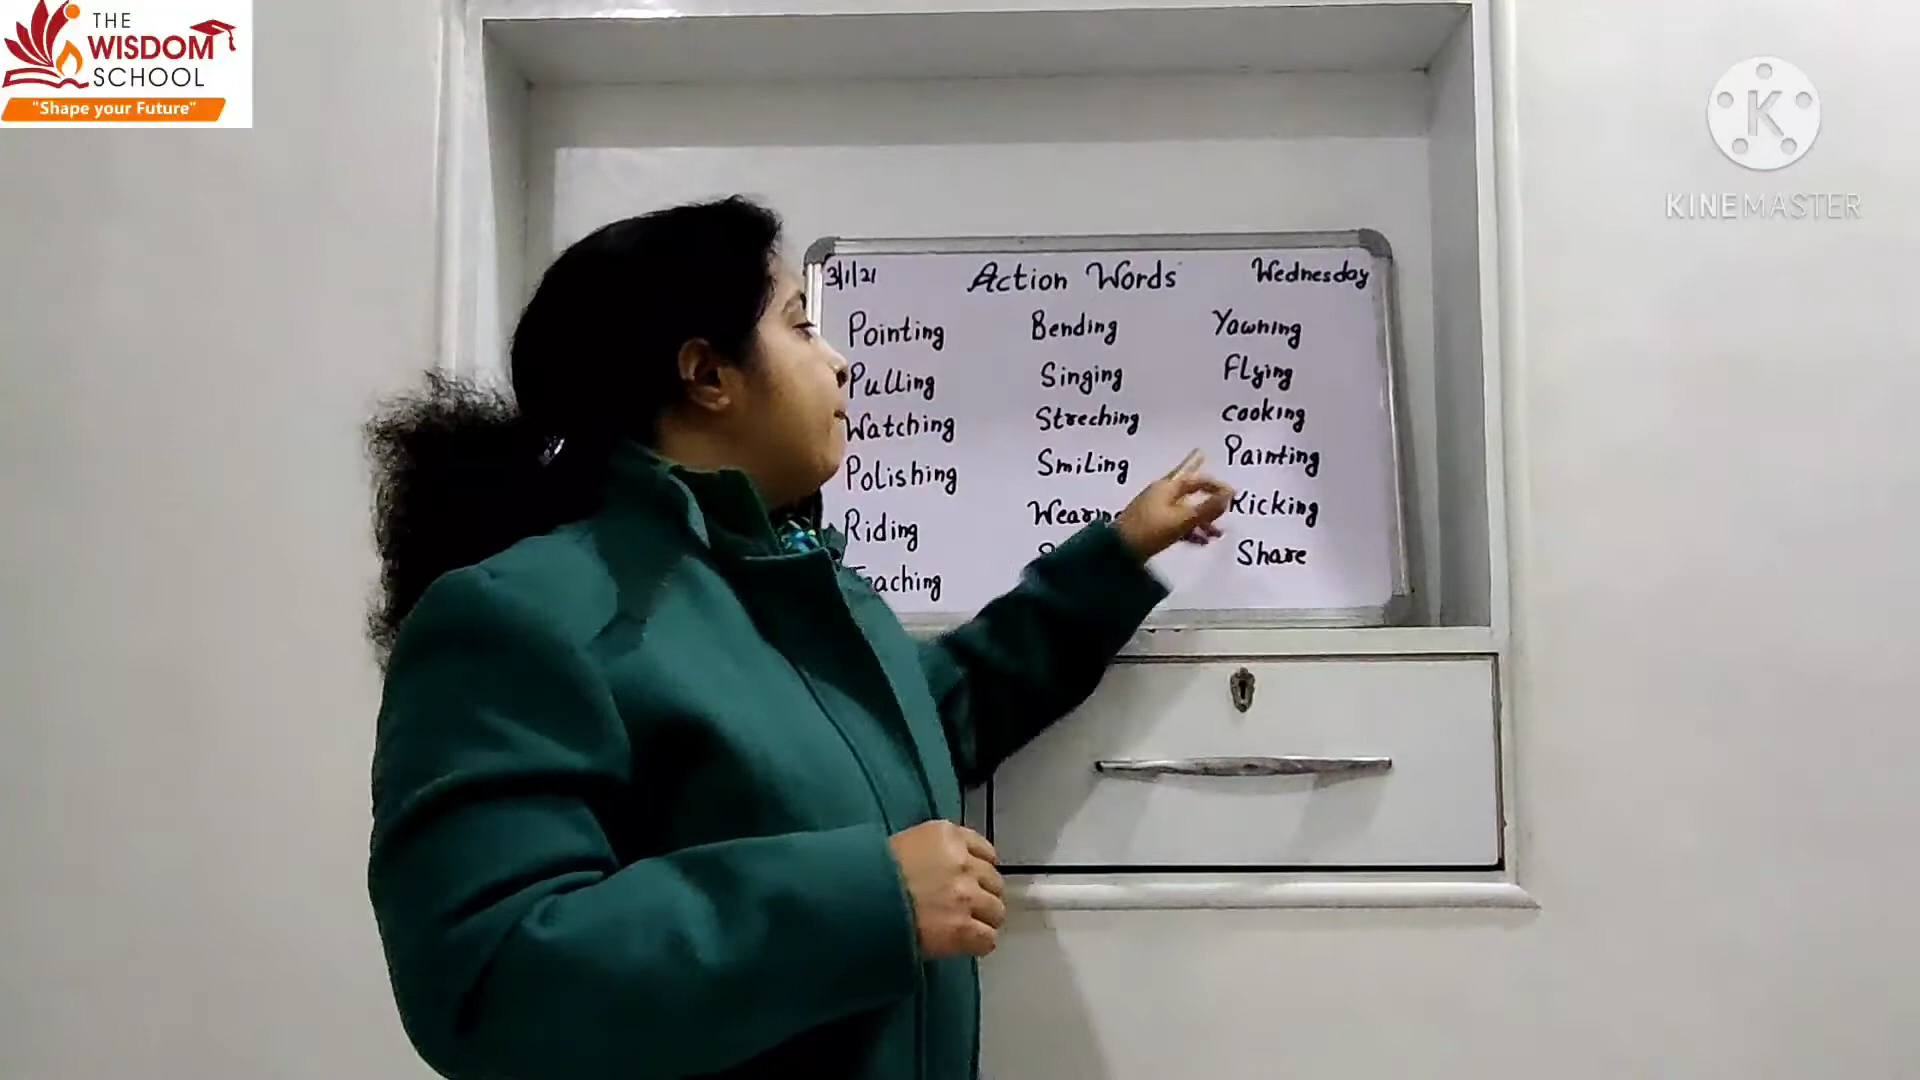 THE
WISDOM
SCHOOL
"Shape your Future"
K
KINEMASTER
3/1/21 Action Words Wednesday
Pointing Bending Yawning
Pulling Singing Flying
Watching Streching cooking
Polishing Smiling Painting
Riding Kicking
Share